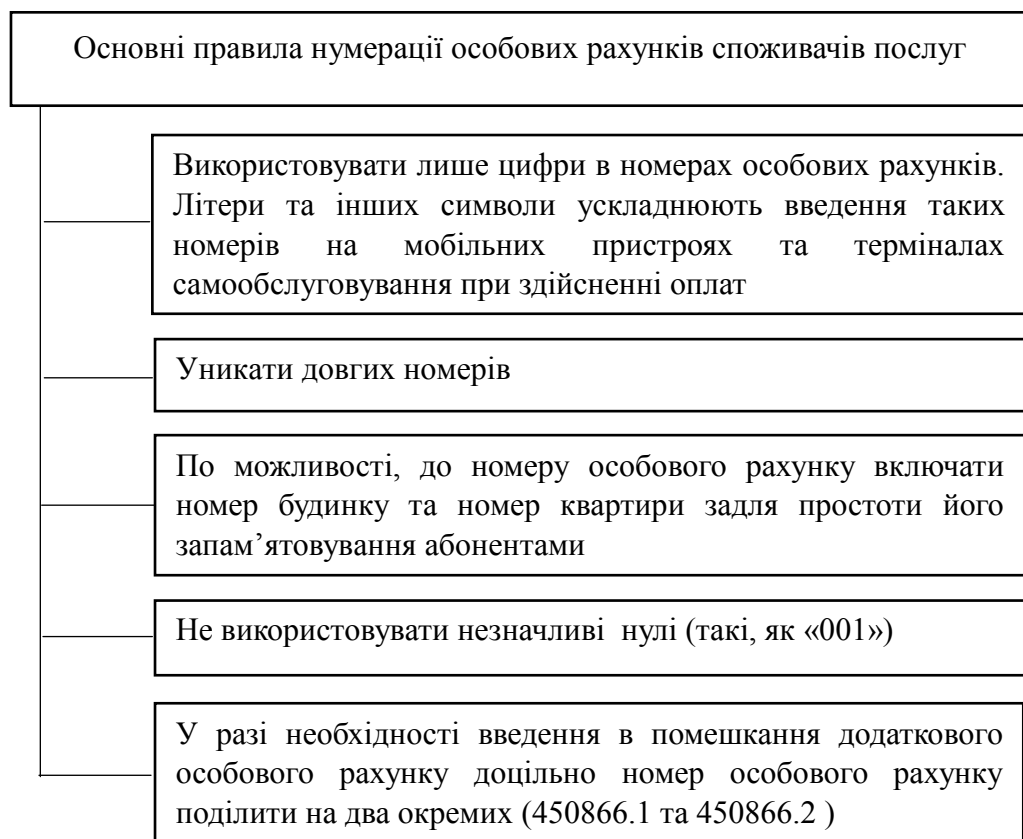 Основні правила нумерації особових рахунків споживачів послуг
Використовувати лише цифри в номерах особових рахунків.
Літери та інших символи ускладнюють введення таких
номерів на мобільних пристроях та терміналах
самообслуговування при здійсненні оплат
Уникати довгих номерів
По можливості, до номеру особового рахунку включати
номер будинку та номер квартири задля простоти його
запам’ятовування абонентами
Не використовувати незначливі нулі (такі, як «001»)
У разі необхідності введення в помешкання додаткового
особового рахунку доцільно номер особового рахунку
поділити на два окремих (450866.1 та 450866.2 )